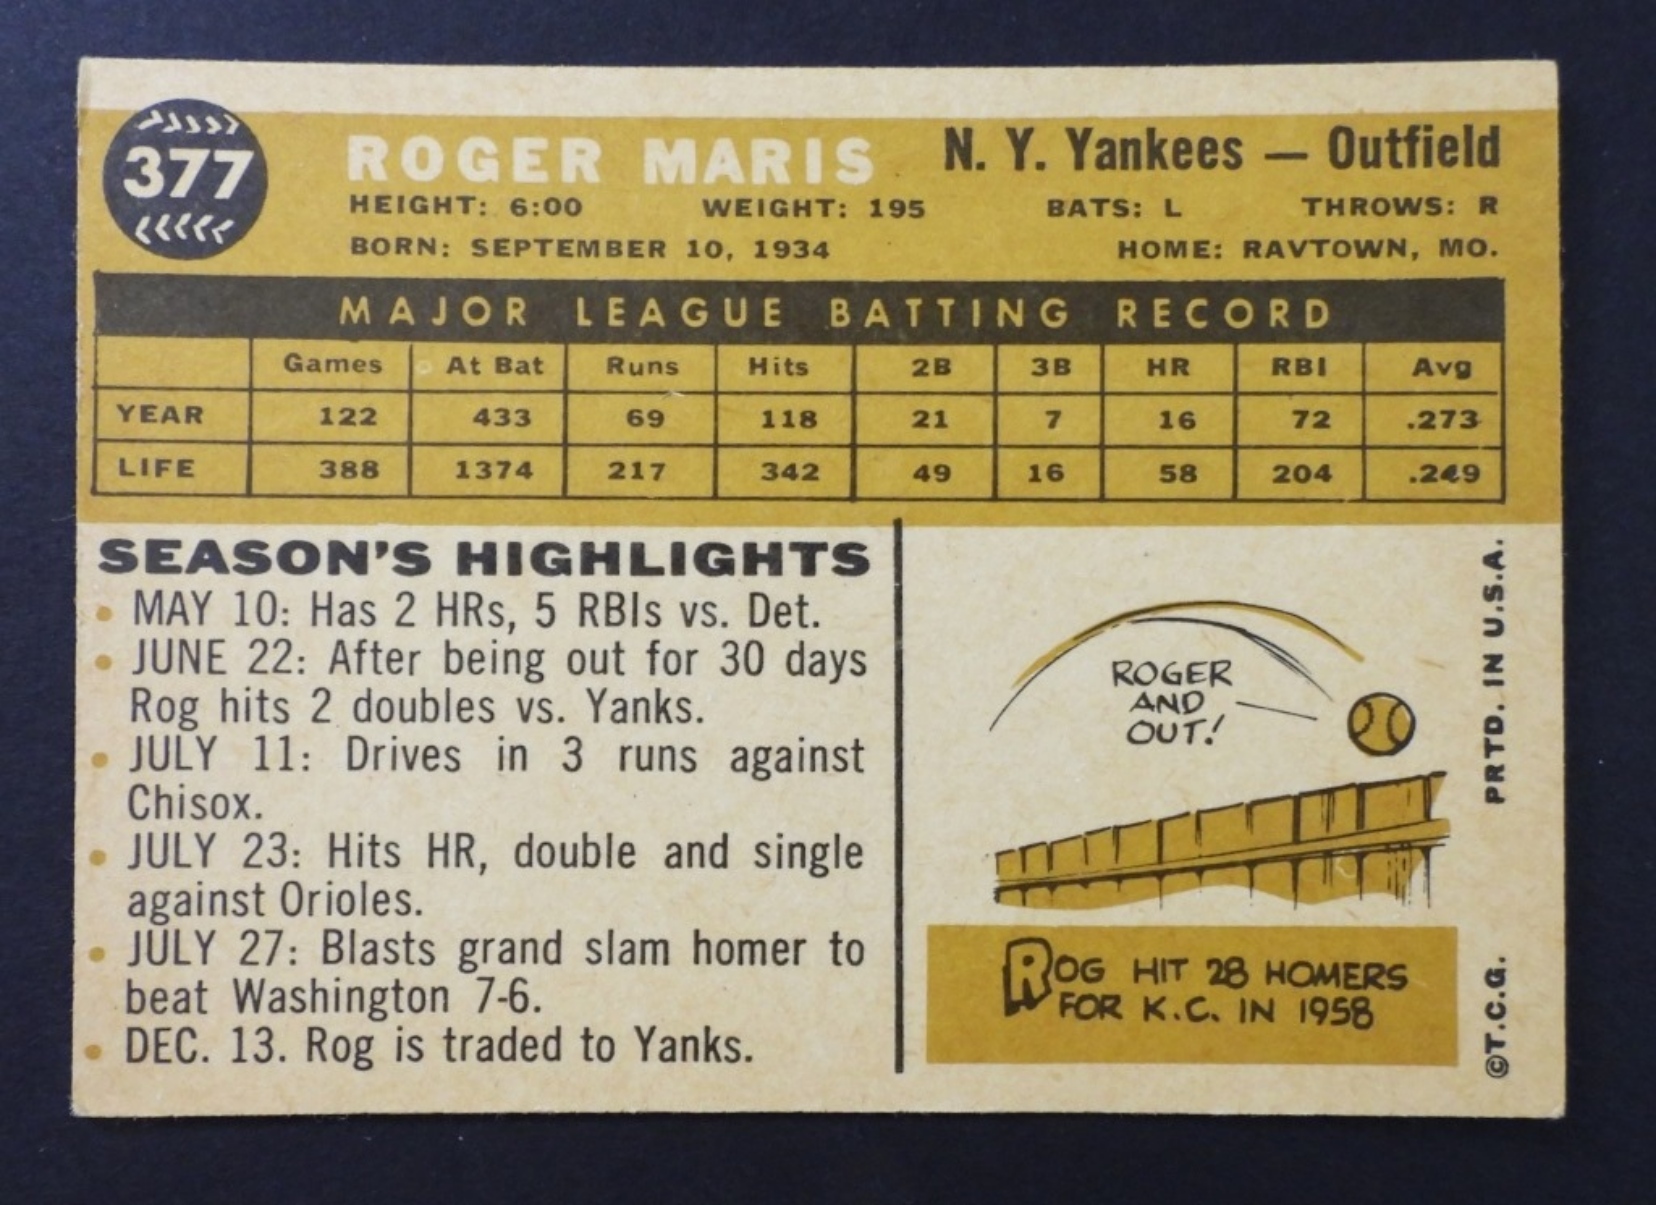 377
ROGER MARIS N. Y. Yankees — Outfield
HEIGHT: 6:00 WEIGHT: 195 BATS: L THROWS: R
BORN: SEPTEMBER 10, 1934 HOME: RAVTOWN, MO.
MAJOR LEAGUE BATTING RECORD
Games At Bat Runs Hits 2B 3B HR RBI Avg
YEAR 122 433 69 118 21 7 16 72 .273
LIFE 388 1374 217 342 49 16 58 204 .249
SEASON'S HIGHLIGHTS
• MAY 10: Has 2 HRs, 5 RBIs vs. Det.
• JUNE 22: After being out for 30 days
Rog hits 2 doubles vs. Yanks.
• JULY 11: Drives in 3 runs against
Chisox.
• JULY 23: Hits HR, double and single
against Orioles.
• JULY 27: Blasts grand slam homer to
beat Washington 7-6.
• DEC. 13. Rog is traded to Yanks.
ROGER
AND
OUT!
ROG HIT 28 HOMERS
FOR K.C. IN 1958
©T.C.G. PRTD. IN U.S.A.